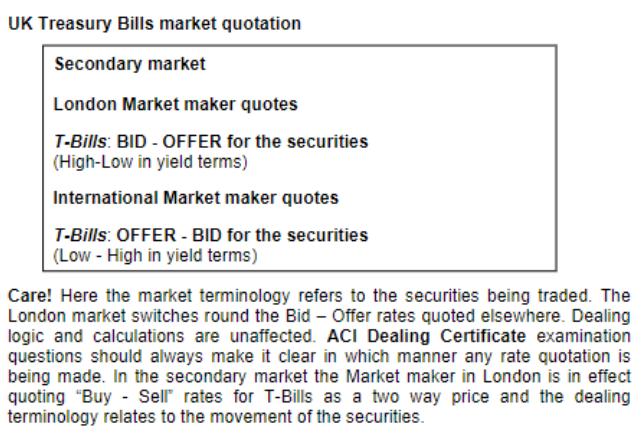 UK Treasury Bills market quotation
Secondary market
London Market maker quotes
T-Bills: BID - OFFER for the securities
(High-Low in yield terms)
International Market maker quotes
T-Bills: OFFER - BID for the securities
(Low - High in yield terms)
Care! Here the market terminology refers to the securities being traded. The
London market switches round the Bid – Offer rates quoted elsewhere. Dealing
logic and calculations are unaffected. ACI Dealing Certificate examination
questions should always make it clear in which manner any rate quotation is
being made. In the secondary market the Market maker in London is in effect
quoting “Buy - Sell” rates for T-Bills as a two way price and the dealing
terminology relates to the movement of the securities.